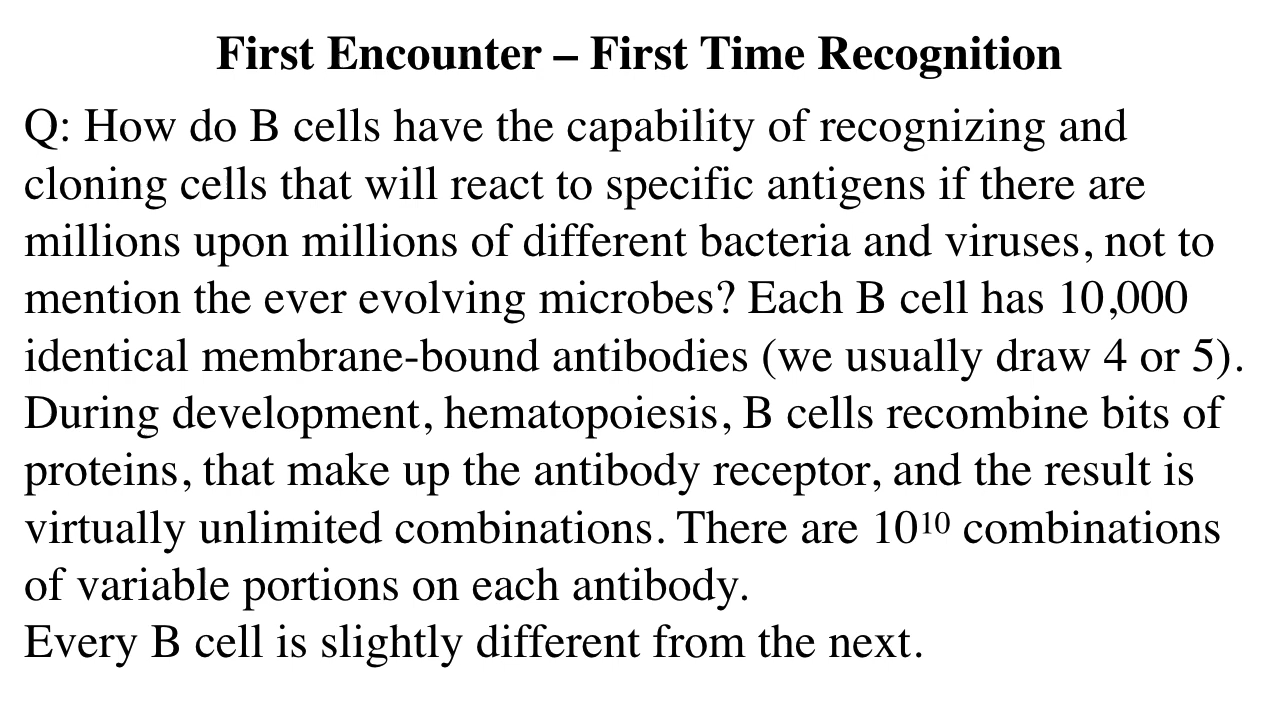 First Encounter – First Time Recognition
Q: How do B cells have the capability of recognizing and
cloning cells that will react to specific antigens if there are
millions upon millions of different bacteria and viruses, not to
mention the ever evolving microbes? Each B cell has 10,000
identical membrane-bound antibodies (we usually draw 4 or 5).
During development, hematopoiesis, B cells recombine bits of
proteins, that make up the antibody receptor, and the result is
virtually unlimited combinations. There are 10¹⁰ combinations
of variable portions on each antibody.
Every B cell is slightly different from the next.